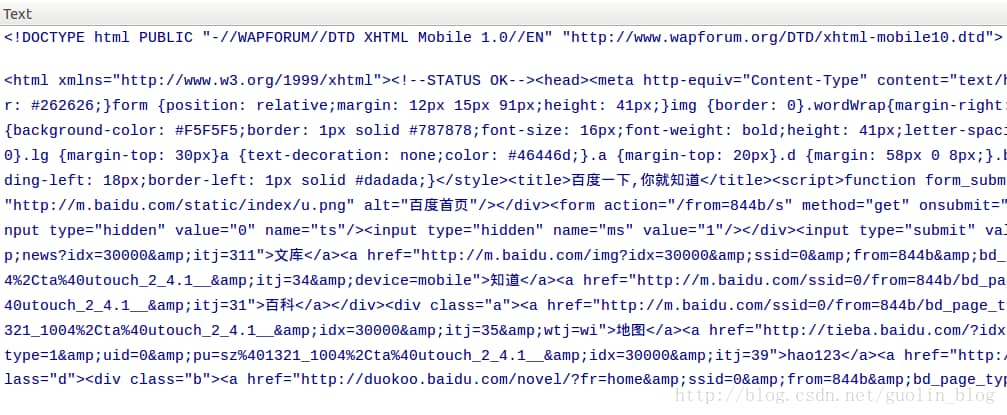 Text
<!DOCTYPE html PUBLIC "-//WAPFORUM//DTD XHTML Mobile 1.0//EN" "http://www.wapforum.org/DTD/xhtml-mobile10.dtd">
<html xmlns="http://www.w3.org/1999/xhtml"><!--STATUS OK--><head><meta http-equiv="Content-Type" content="text/h
r: #262626;}form {position: relative;margin: 12px 15px 91px;height: 41px;}img {border: 0}.wordWrap{margin-right:
{background-color: #F5F5F5;border: 1px solid #787878;font-size: 16px;font-weight: bold;height: 41px;letter-spaci
0}.lg {margin-top: 30px}a {text-decoration: none;color: #46446d;}.a {margin-top: 20px}.d {margin: 58px 0 8px;}.b
ding-left: 18px;border-left: 1px solid #dadada;}</style><title>百度一下,你就知道</title><script>function form_subm
"http://m.baidu.com/static/index/u.png" alt="百度首页"/></div><form action="/from=844b/s" method="get" onsubmit="
nput type="hidden" value="0" name="ts"/><input type="hidden" name="ms" value="1"/></div><input type="submit" val
p;news?idx=30000&amp;itj=311">文库</a><a href="http://m.baidu.com/img?idx=30000&amp;ssid=0&amp;from=844b&amp;bd_
4%2Cta%40utouch_2_4.1__&amp;itj=34&amp;device=mobile">知道</a><a href="http://m.baidu.com/ssid=0/from=844b/bd_pa
40utouch_2_4.1__&amp;itj=31">百科</a></div><div class="a"><a href="http://m.baidu.com/ssid=0/from=844b/bd_page_t
321_1004%2Cta%40utouch_2_4.1__&amp;idx=30000&amp;itj=35&amp;wtj=wi">地图</a><a href="http://tieba.baidu.com/?idx
type=1&amp;uid=0&amp;pu=sz%401321_1004%2Cta%40utouch_2_4.1__&amp;idx=30000&amp;itj=39">hao123</a><a href="http:/
lass="d"><div class="b"><a href="http://duokoo.baidu.com/novel/?fr=home&amp;ssid=0&amp;from=844b&amp;bd_page_typ
http://blog.csdn.net/guolin_blog